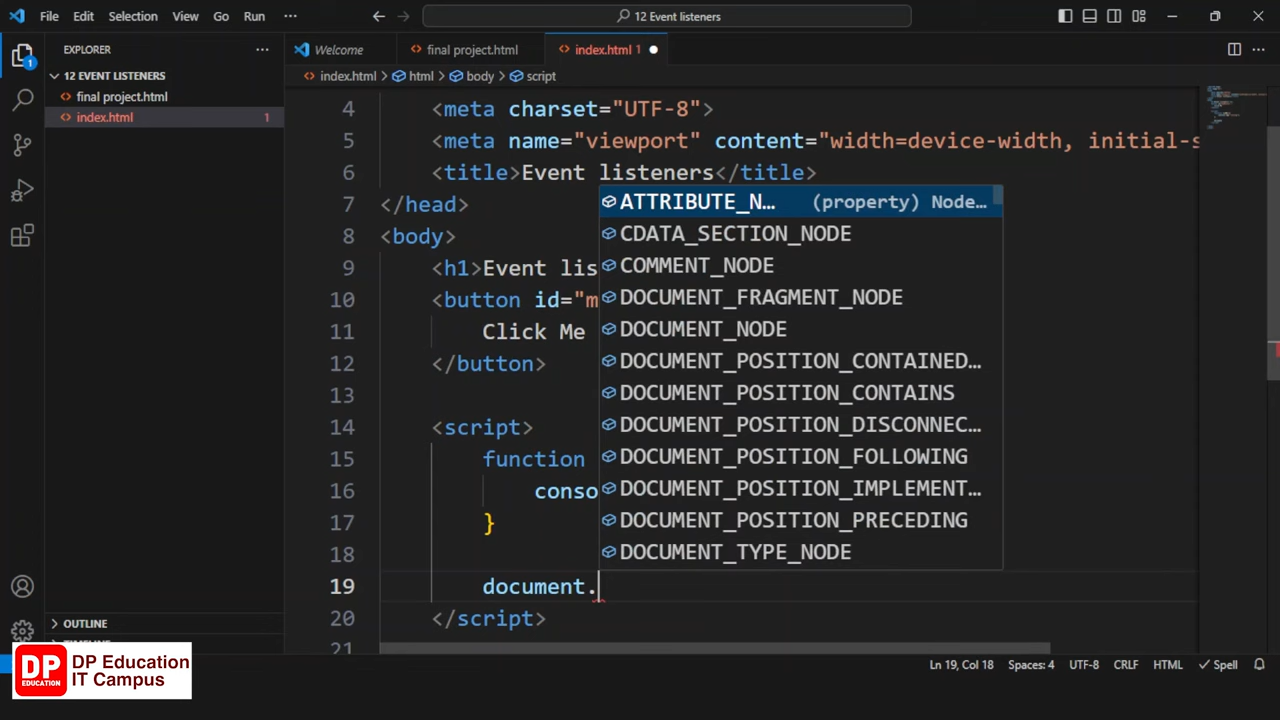 File Edit Selection View Go Run ··· 12 Event listeners
EXPLORER ···
12 EVENT LISTENERS
final project.html
index.html 1
OUTLINE
Welcome final project.html index.html 1
index.html > html > body > script
4 <meta charset="UTF-8">
5 <meta name="viewport" content="width=device-width, initial-s
6 <title>Event listeners</title>
7 </head>
8 <body>
9 <h1>Event lis
10 <button id="m
11 Click Me
12 </button>
13
14 <script>
15 function
16 conso
17 }
18
19 document.
20 </script>
21
ATTRIBUTE_N… (property) Node…
CDATA_SECTION_NODE
COMMENT_NODE
DOCUMENT_FRAGMENT_NODE
DOCUMENT_NODE
DOCUMENT_POSITION_CONTAINED…
DOCUMENT_POSITION_CONTAINS
DOCUMENT_POSITION_DISCONNEC…
DOCUMENT_POSITION_FOLLOWING
DOCUMENT_POSITION_IMPLEMENT…
DOCUMENT_POSITION_PRECEDING
DOCUMENT_TYPE_NODE
Ln 19, Col 18 Spaces: 4 UTF-8 CRLF HTML Spell
DP EDUCATION
DP Education
IT Campus
1